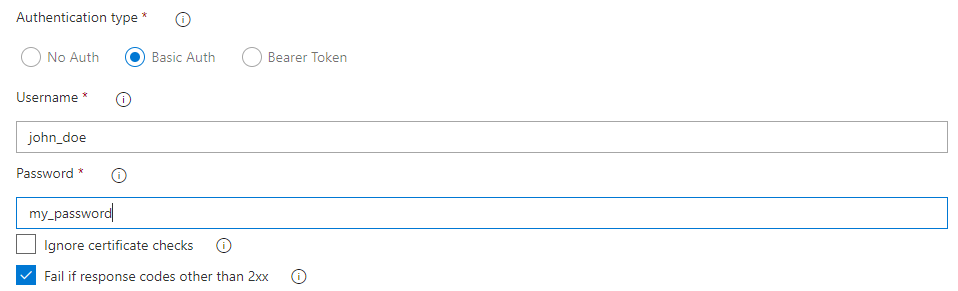 Authentication type *
No Auth Basic Auth Bearer Token
Username *
john_doe
Password *
my_password
Ignore certificate checks
Fail if response codes other than 2xx